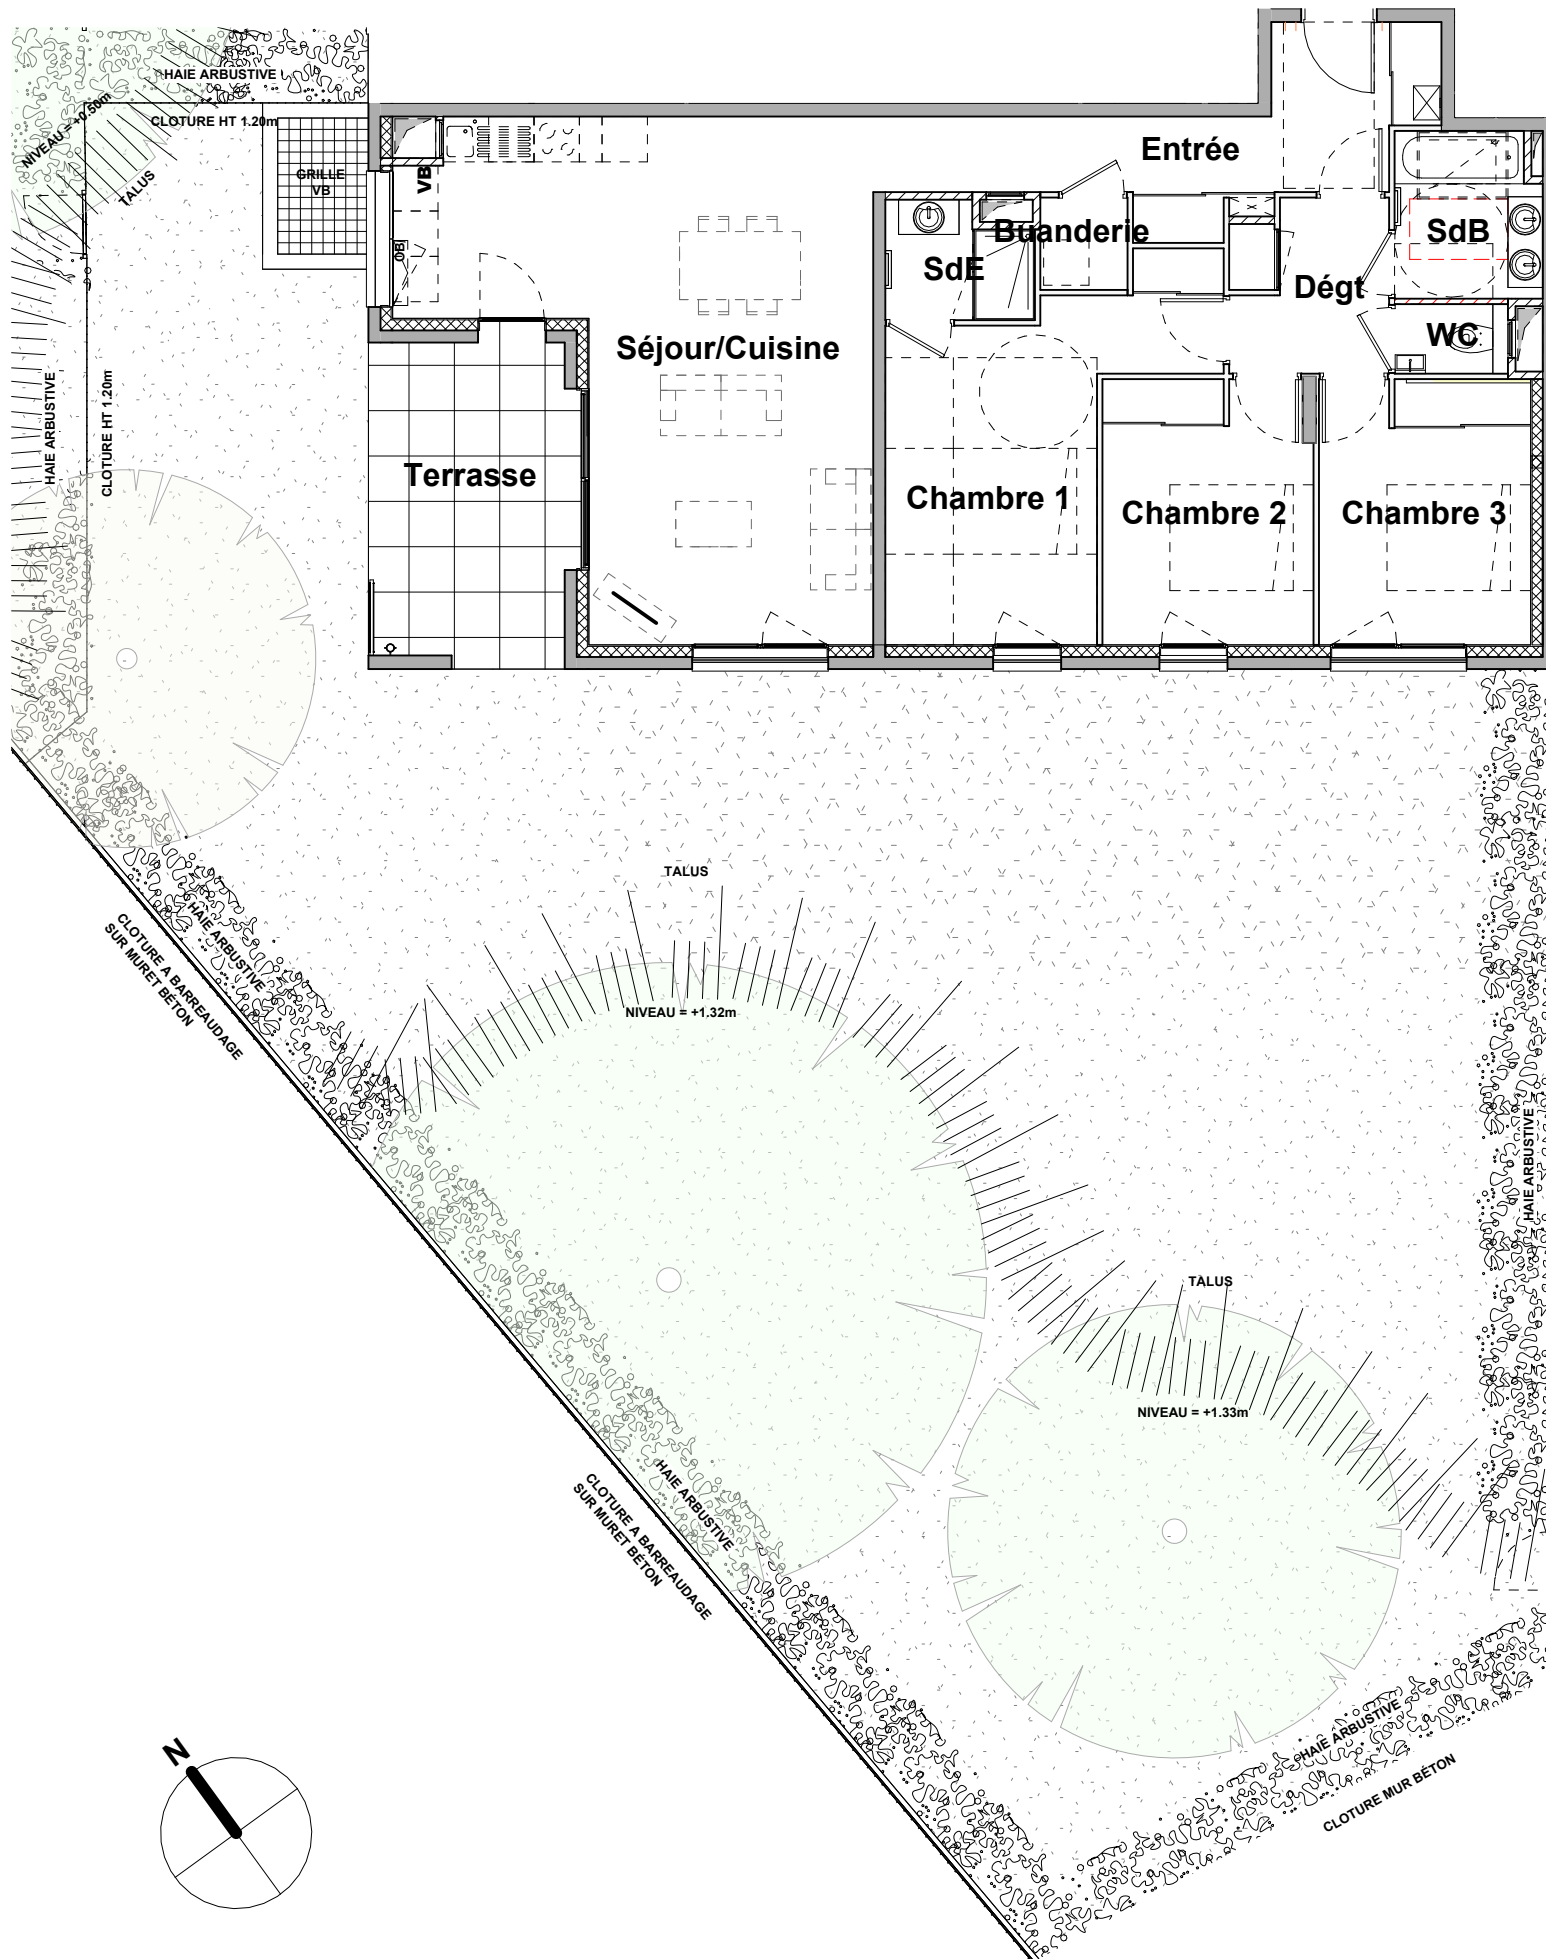 HAIE ARBUSTIVE
NIVEAU = +0.50m
CLOTURE HT 1.20m
TALUS
GRILLE
VB
VB
OB
Entrée
Buanderie
SdE
SdB
Dégt
WC
Séjour/Cuisine
HAIE ARBUSTIVE
CLOTURE HT 1.20m
Terrasse
Chambre 1
Chambre 2
Chambre 3
TALUS
HAIE ARBUSTIVE
CLOTURE A BARREAUDAGE
SUR MURET BÉTON
NIVEAU = +1.32m
HAIE ARBUSTIVE
TALUS
NIVEAU = +1.33m
HAIE ARBUSTIVE
CLOTURE A BARREAUDAGE
SUR MURET BÉTON
HAIE ARBUSTIVE
CLOTURE MUR BÉTON
N